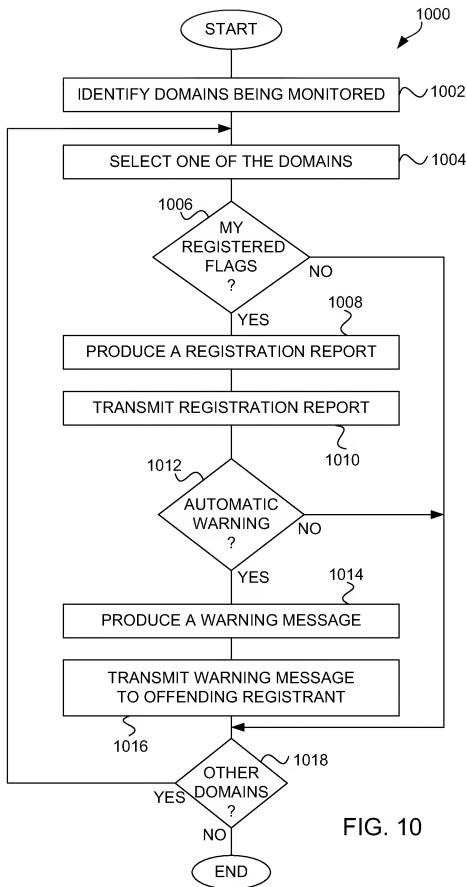 START
1000
IDENTIFY DOMAINS BEING MONITORED
1002
SELECT ONE OF THE DOMAINS
1004
1006
MY
REGISTERED
FLAGS
?
NO
YES
1008
PRODUCE A REGISTRATION REPORT
TRANSMIT REGISTRATION REPORT
1010
1012
AUTOMATIC
WARNING
?
NO
YES
1014
PRODUCE A WARNING MESSAGE
TRANSMIT WARNING MESSAGE
TO OFFENDING REGISTRANT
1016
1018
OTHER
DOMAINS
?
YES
NO
FIG. 10
END